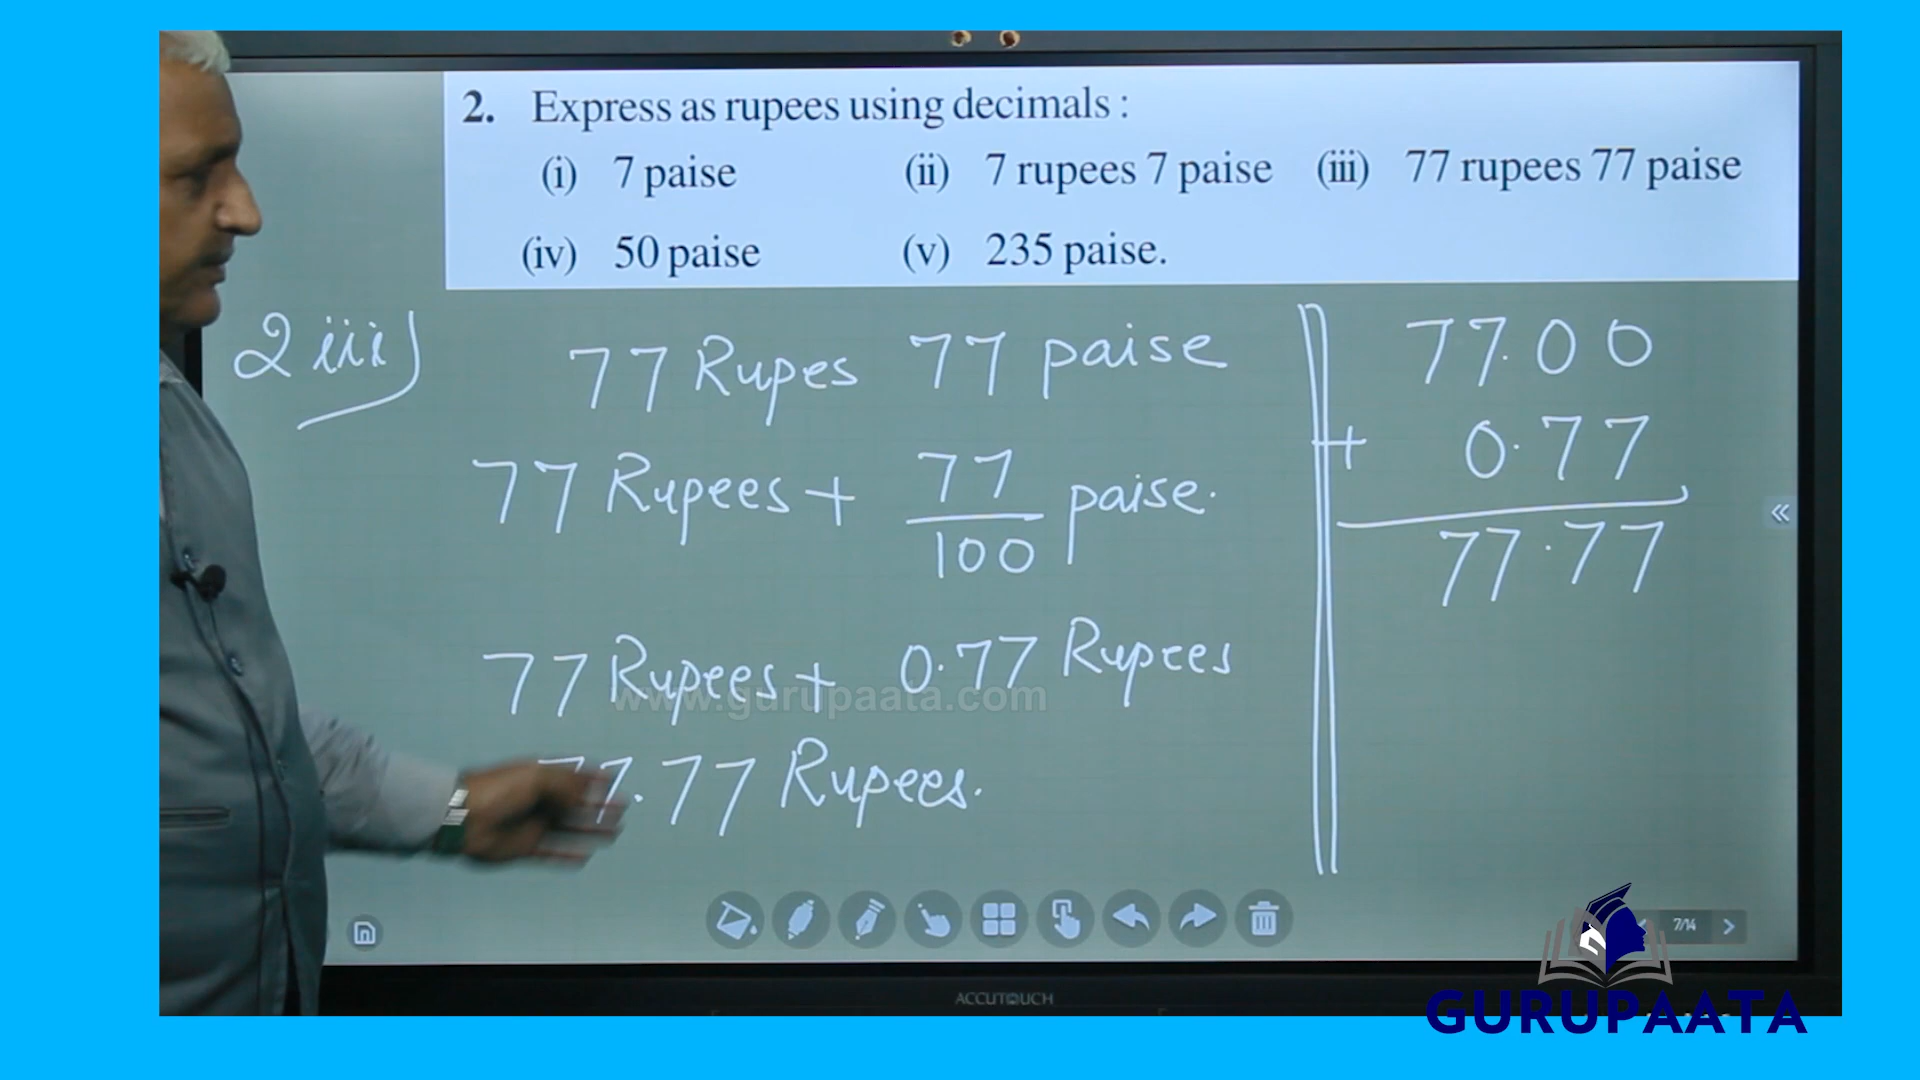 2. Express as rupees using decimals :
(i) 7 paise (ii) 7 rupees 7 paise (iii) 77 rupees 77 paise
(iv) 50 paise (v) 235 paise.
2 iii) 77 Rupes 77 paise
77 Rupees + 77/100 paise.
77 Rupees + 0.77 Rupees
77.77 Rupees.
77.00
+ 0.77
77.77
www.gurupaata.com
7/14
ACCUTOUCH
GURUPAATA